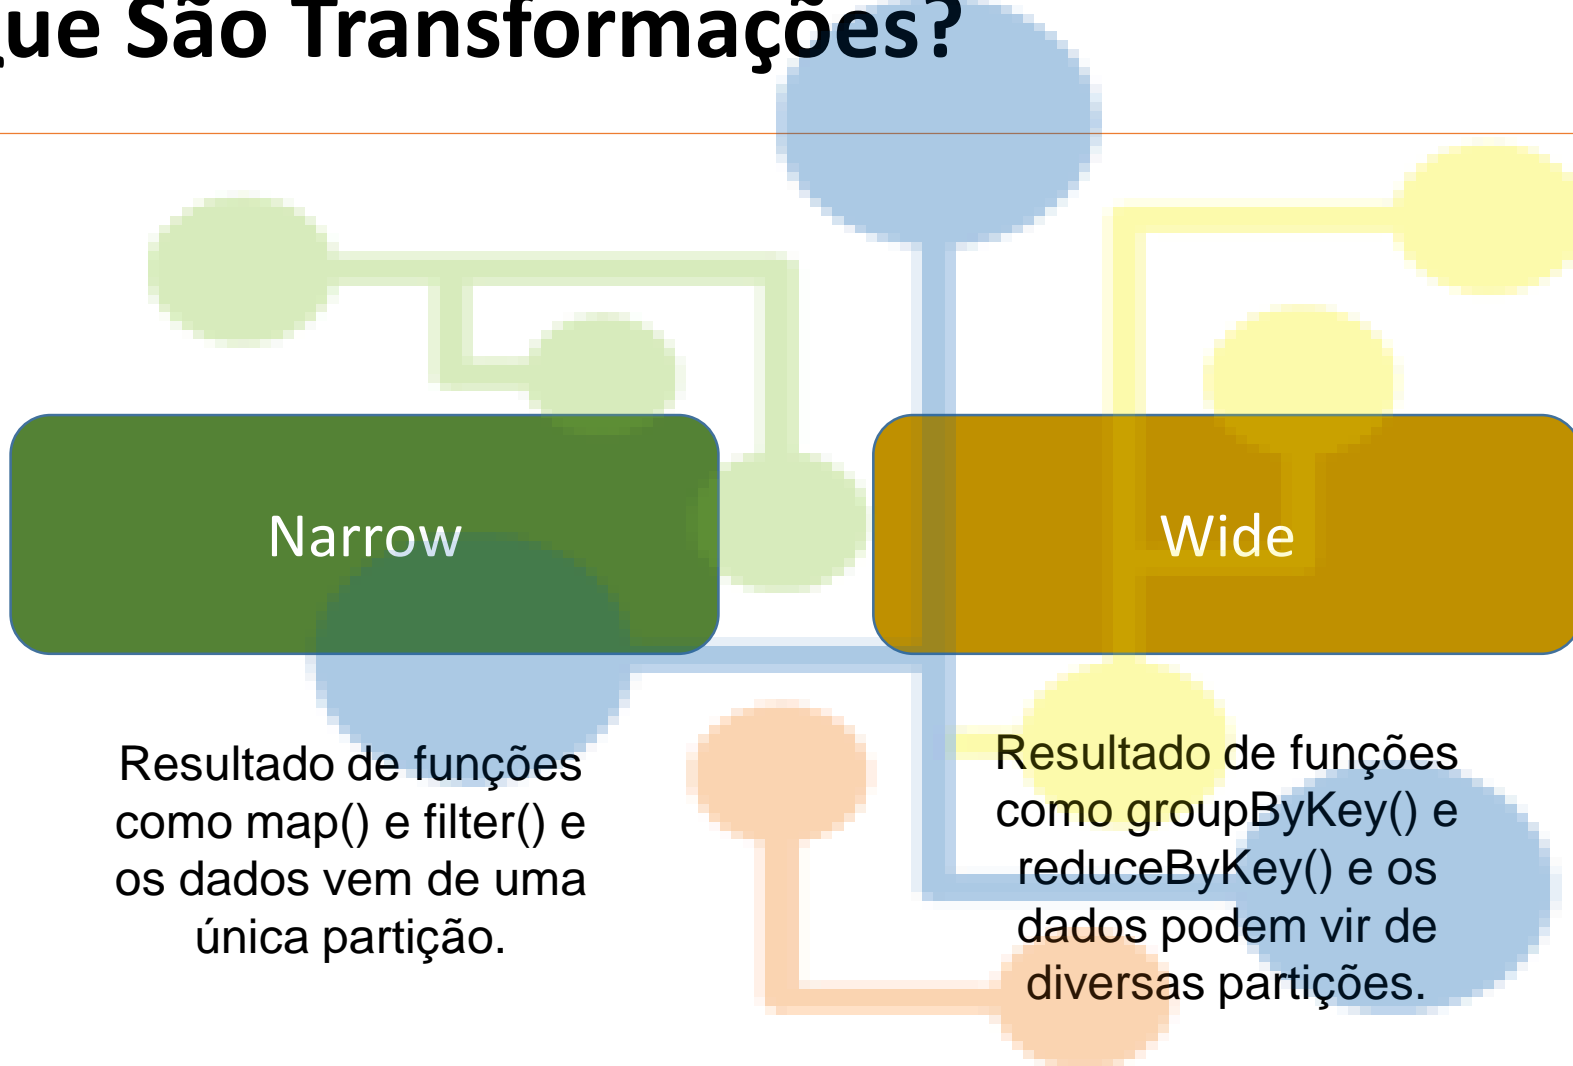 que São Transformações?
Narrow
Wide
Resultado de funções
como map() e filter() e
os dados vem de uma
única partição.
Resultado de funções
como groupByKey() e
reduceByKey() e os
dados podem vir de
diversas partições.